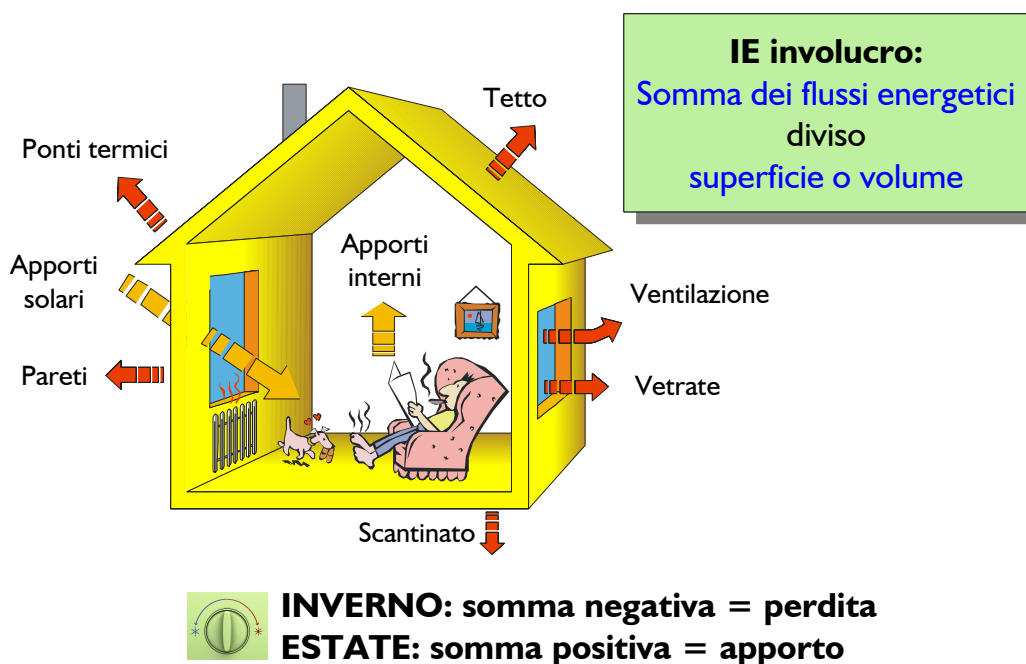 IE involucro:
Somma dei flussi energetici
diviso
superficie o volume
Tetto
Ponti termici
Apporti
solari
Apporti
interni
Ventilazione
Pareti
Vetrate
Scantinato
INVERNO: somma negativa = perdita
ESTATE: somma positiva = apporto